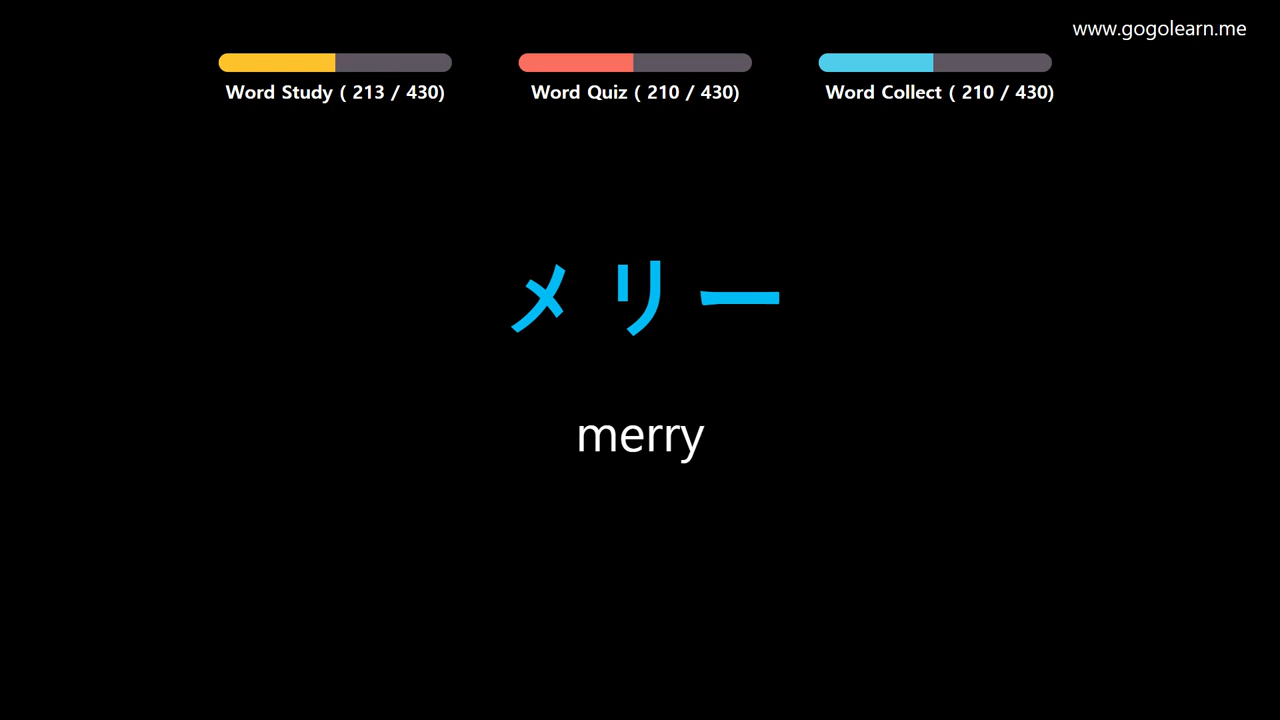 www.gogolearn.me
Word Study ( 213 / 430)
Word Quiz ( 210 / 430)
Word Collect ( 210 / 430)
メリー
merry